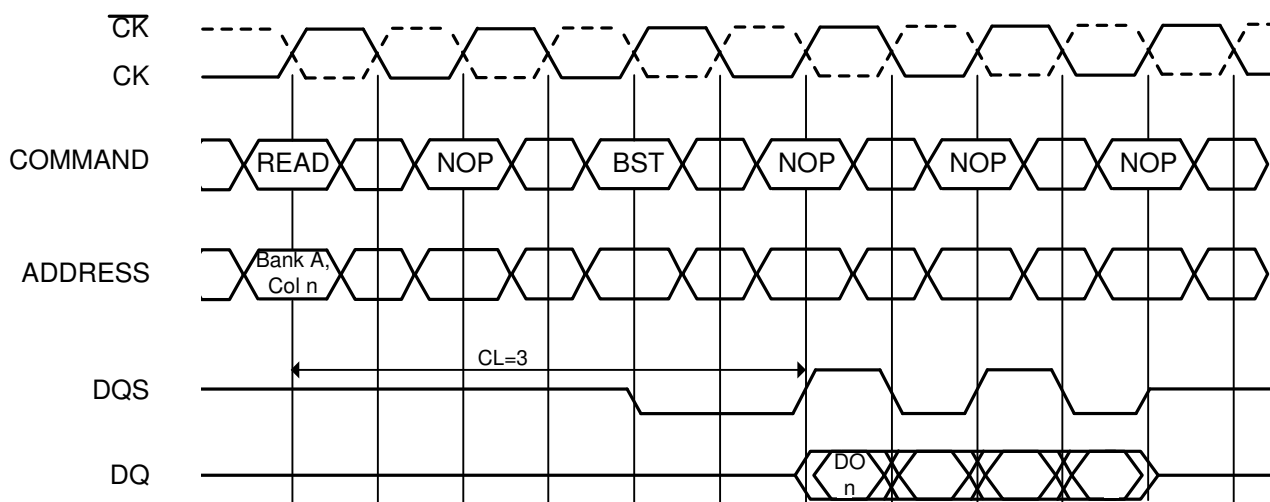 CK
CK
COMMAND
READ
NOP
BST
NOP
NOP
NOP
ADDRESS
Bank A,
Col n
CL=3
DQS
DQ
DO
n